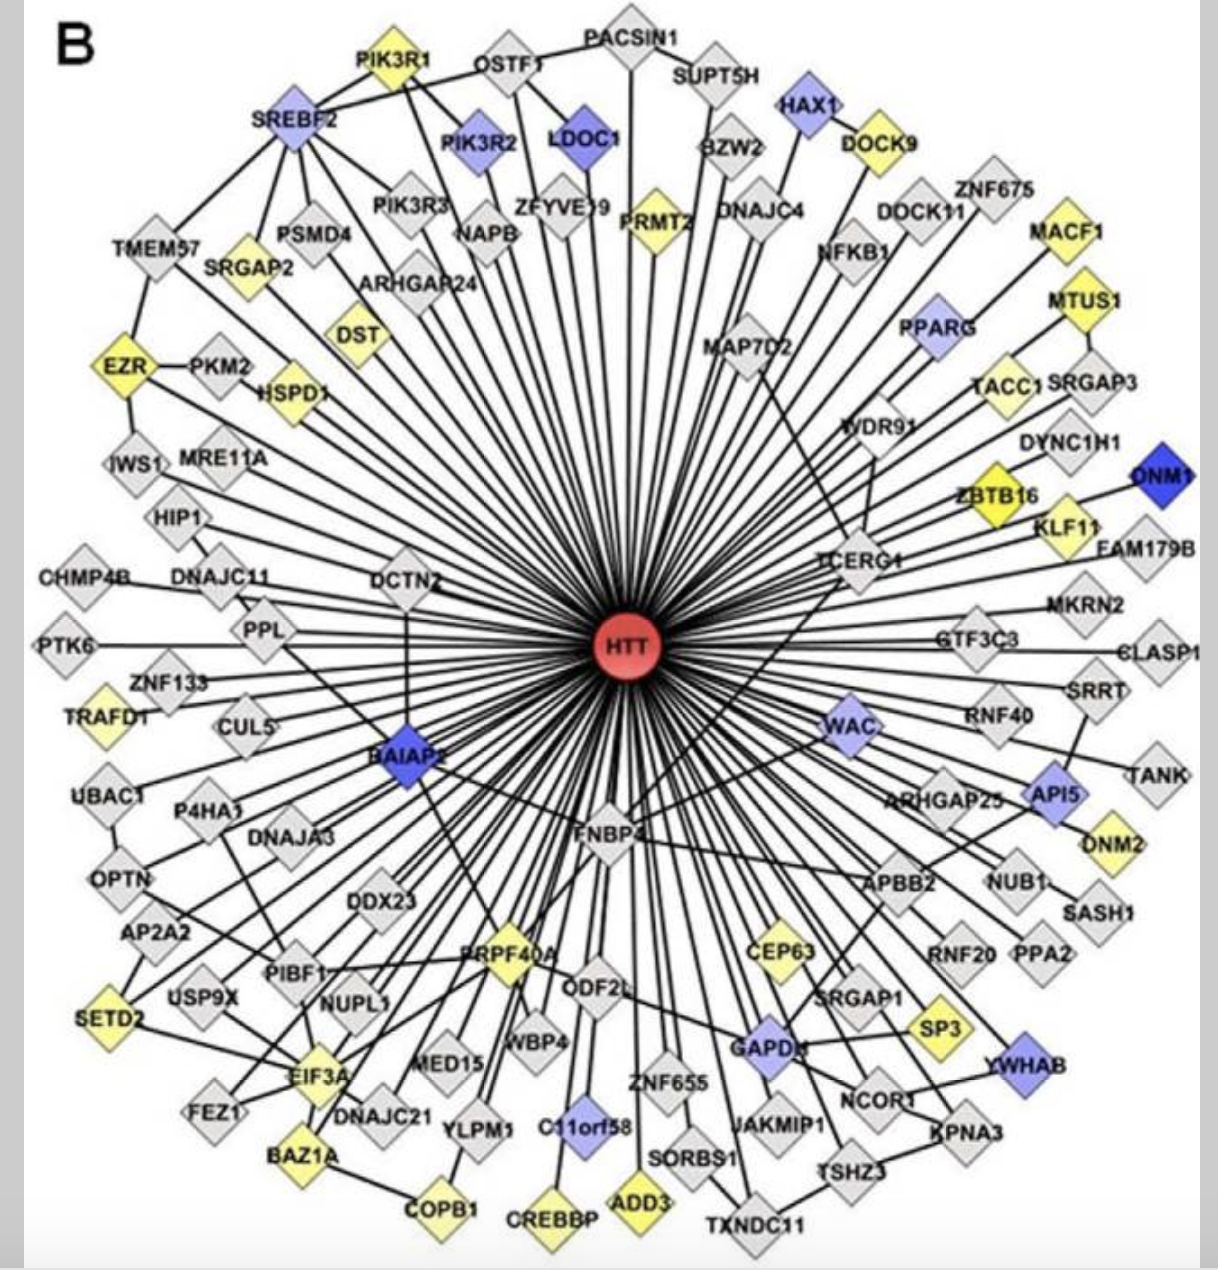 B
PACSIN1
PIK3R1
OSTF1
SUPT5H
HAX1
SREBF2
PIK3R2
LDOC1
BZW2
DOCK9
ZNF675
PIK3R3
ZFYVE19
PRMT2
DNAJC4
DOCK11
MACF1
PSMD4
NAPB
TMEM57
SRGAP2
NFKB1
ARHGAP24
MTUS1
DST
PPARG
MAP7D2
EZR
PKM2
HSPD1
TACC1
SRGAP3
WDR91
DYNC1H1
IWS1
MRE11A
DNM1
ZBTB16
HIP1
KLF11
FAM179B
CHMP4B
DNAJC11
DCTN2
TCERG1
MKRN2
PTK6
PPL
HTT
GTF3C3
CLASP1
ZNF133
SRRT
TRAFD1
CUL5
WAC
RNF40
BAIAP2
TANK
UBAC1
P4HA1
API5
ARHGAP25
DNAJA3
FNBP4
DNM2
OPTN
APBB2
NUB1
DDX23
SASH1
AP2A2
PRPF40A
CEP63
RNF20
PPA2
PIBF1
ODF2L
USP9X
NUPL1
SRGAP1
SETD2
SP3
WBP4
GAPDH
MED15
YWHAB
EIF3A
ZNF655
FEZ1
DNAJC21
NCOR1
YLPM1
C11orf58
JAKMIP1
KPNA3
BAZ1A
SORBS1
TSHZ3
COPB1
CREBBP
ADD3
TXNDC11